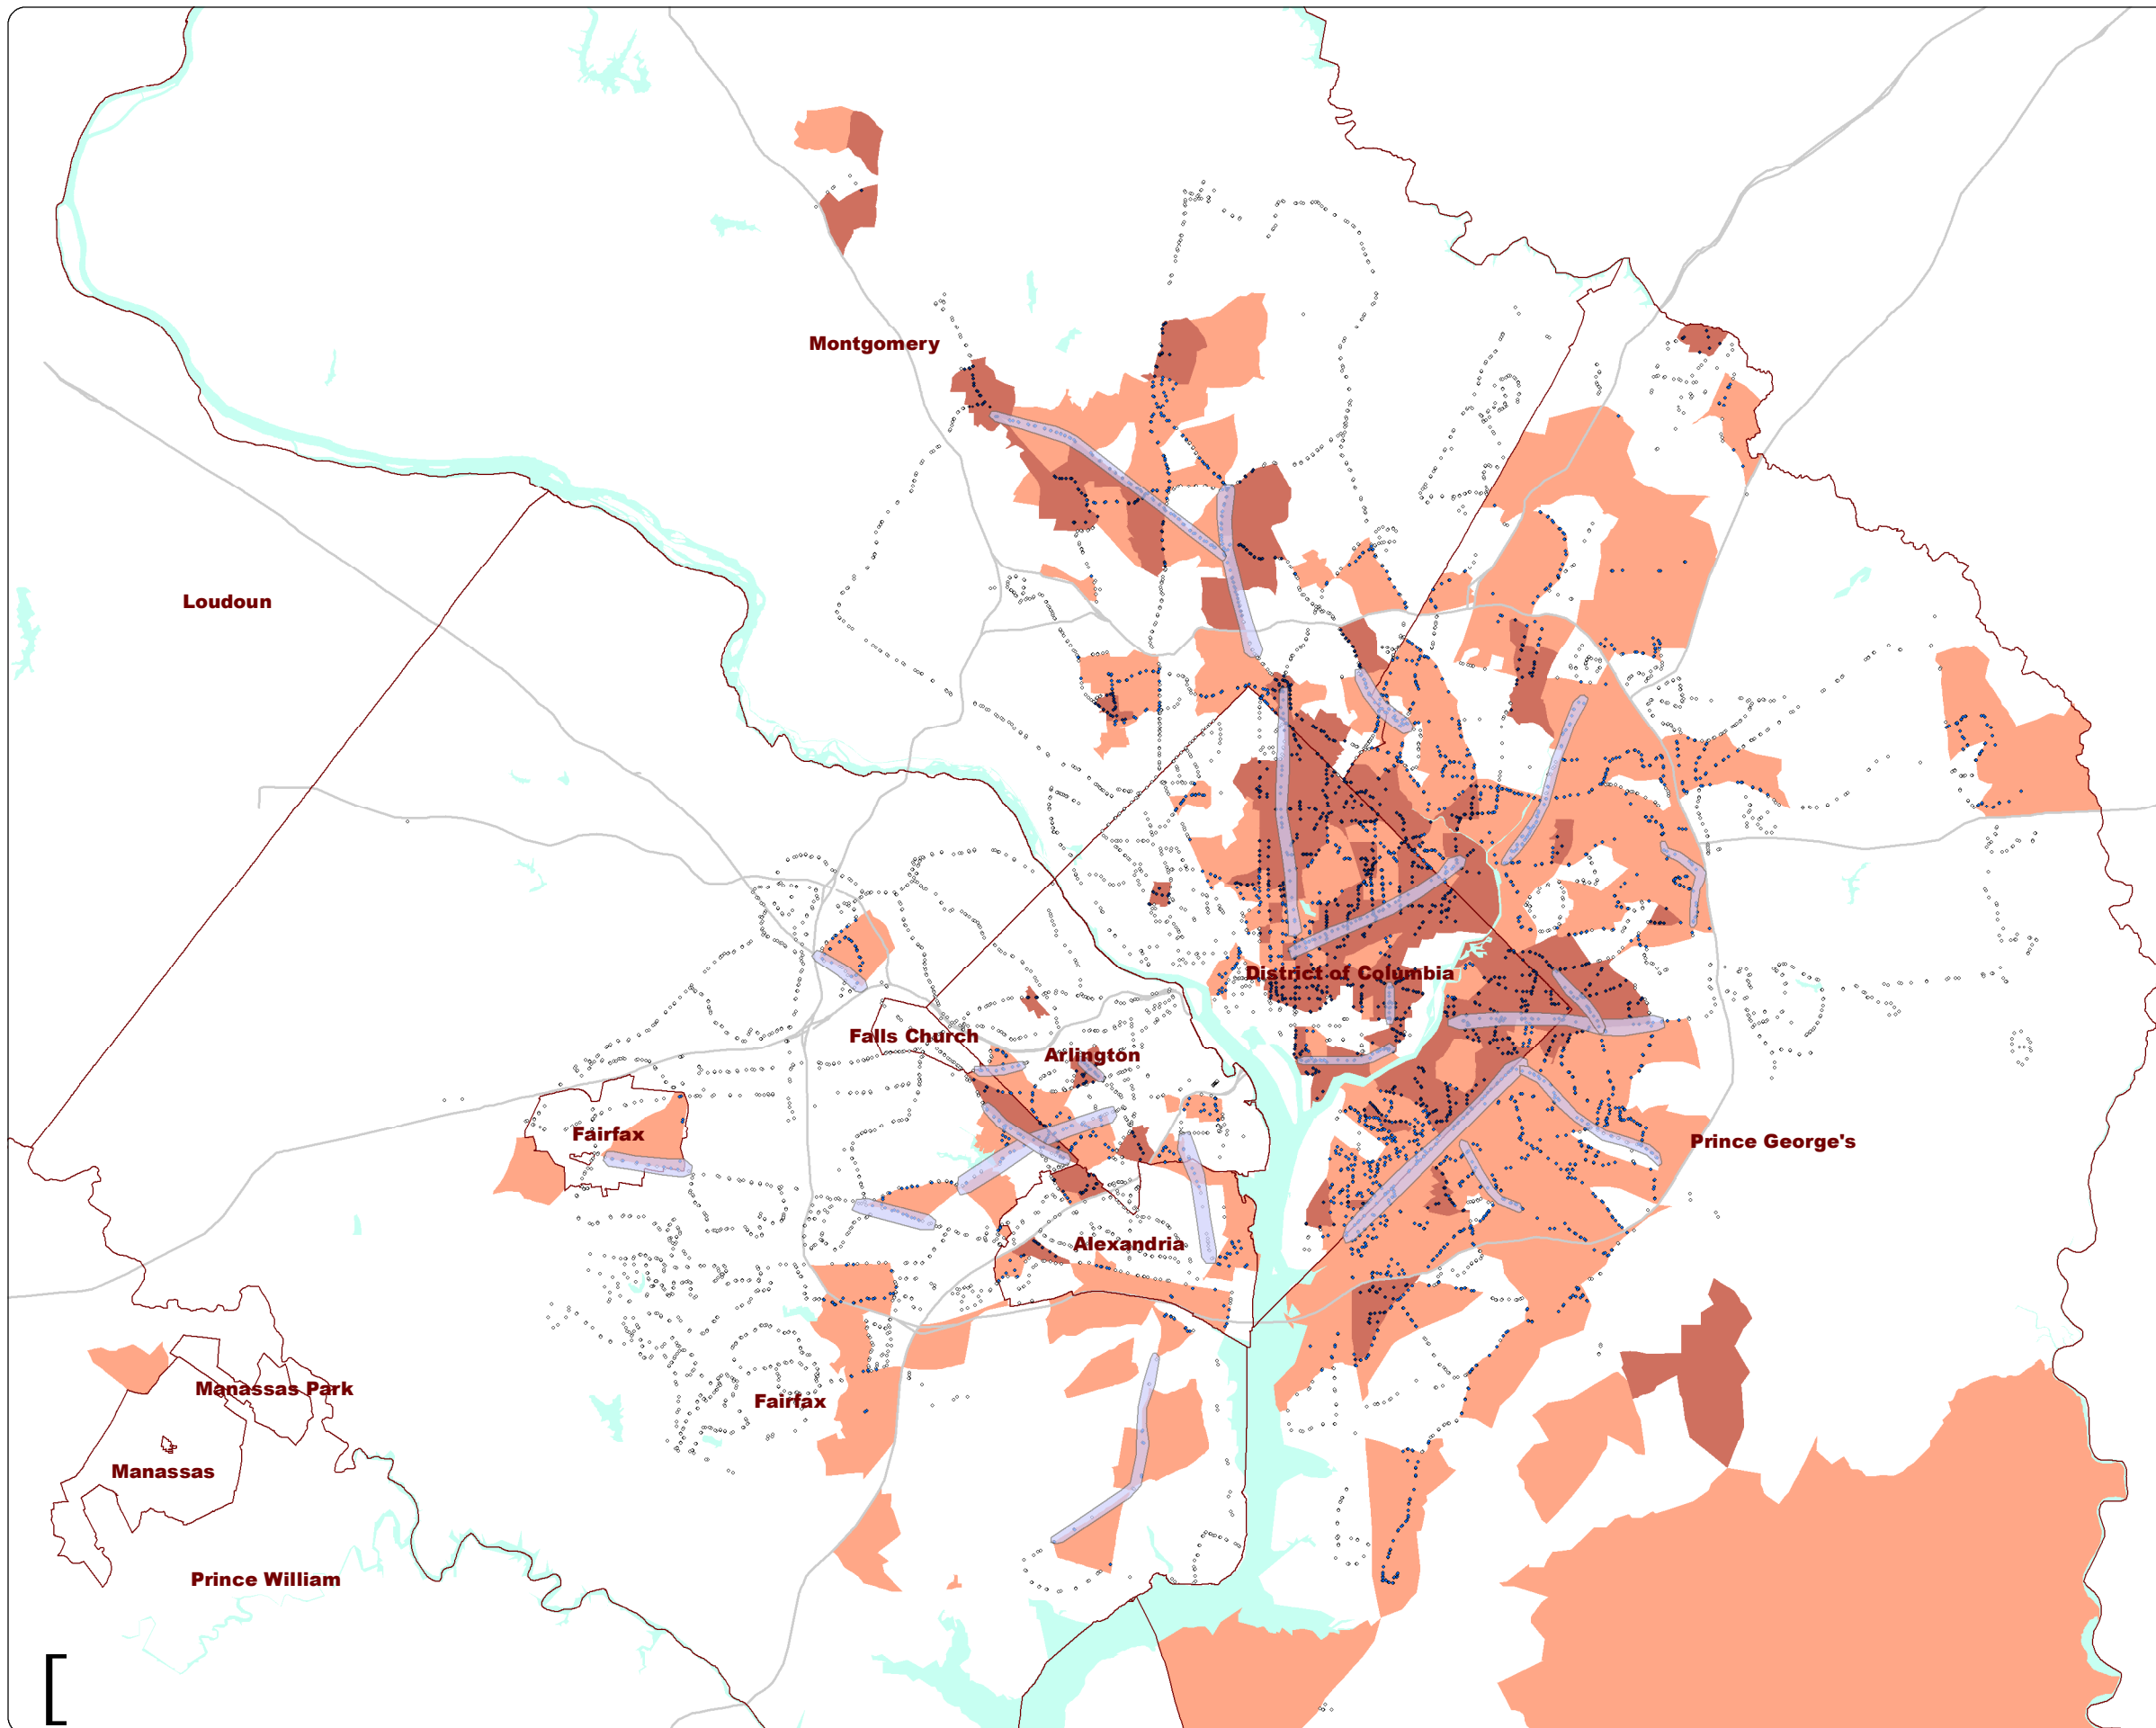 Montgomery
Loudoun
District of Columbia
Falls Church
Arlington
Fairfax
Prince George's
Alexandria
Manassas Park
Fairfax
Manassas
Prince William
[